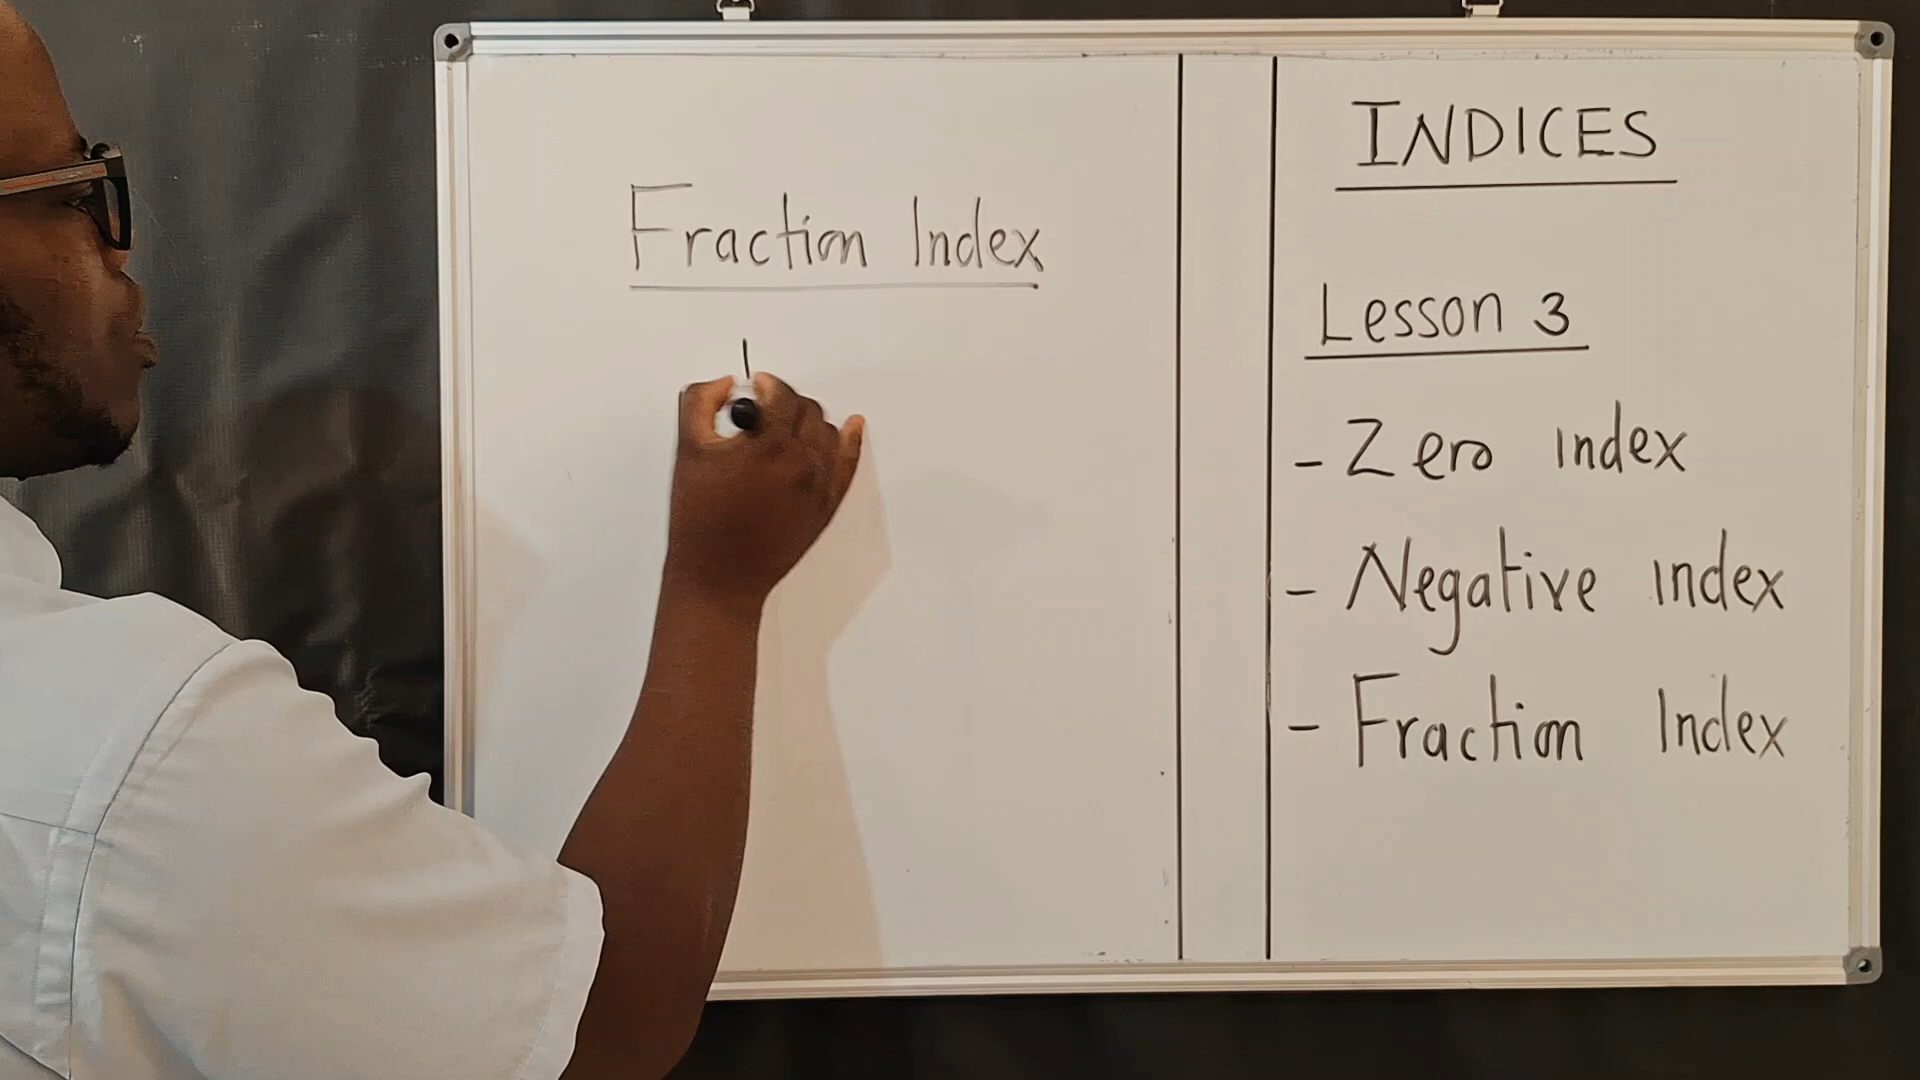 Fraction Index
INDICES
Lesson 3
- Zero index
- Negative index
- Fraction Index